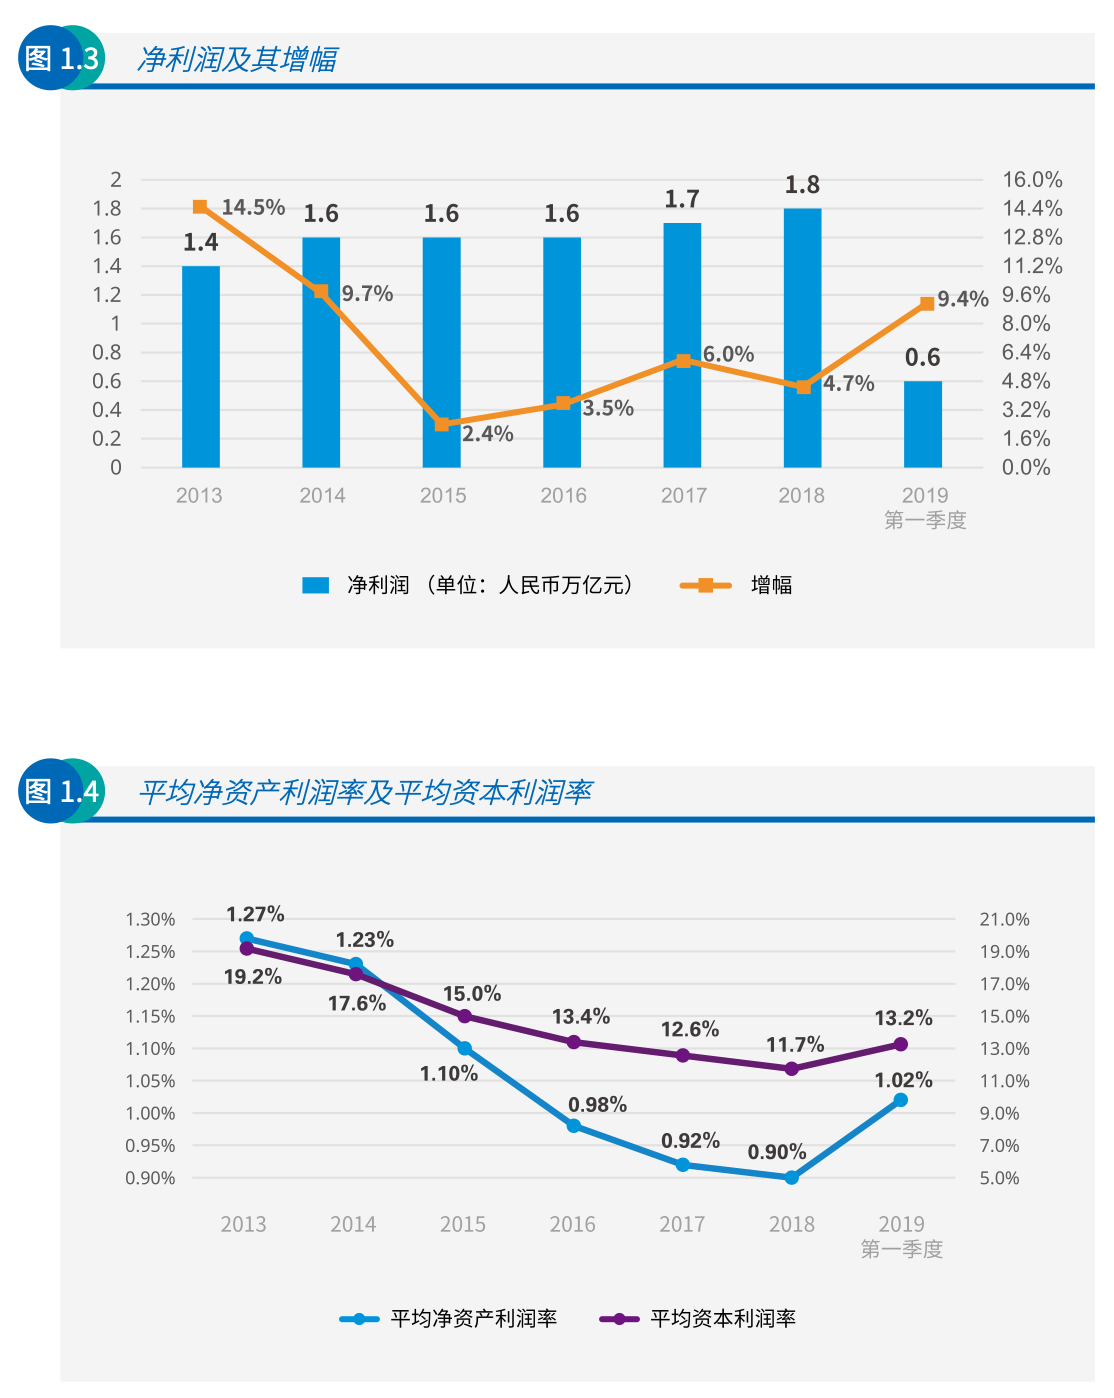 图 1.3 净利润及其增幅
2 1.8 16.0%
1.8 14.5% 1.6 1.6 1.6 1.7 14.4%
1.6 1.4 12.8%
1.4 11.2%
1.2 9.7% 9.4% 9.6%
1 8.0%
0.8 6.0% 0.6 6.4%
0.6 4.7% 4.8%
0.4 3.5% 3.2%
0.2 2.4% 1.6%
0 0.0%
2013 2014 2015 2016 2017 2018 2019
第一季度
净利润 （单位：人民币万亿元） 增幅
图 1.4 平均净资产利润率及平均资本利润率
1.30% 1.27% 21.0%
1.23%
1.25% 19.0%
1.20% 19.2% 17.0%
17.6% 15.0%
1.15% 13.4% 12.6% 13.2% 15.0%
1.10% 11.7% 13.0%
1.05% 1.10% 1.02% 11.0%
1.00% 0.98% 9.0%
0.95% 0.92% 0.90% 7.0%
0.90% 5.0%
2013 2014 2015 2016 2017 2018 2019
第一季度
平均净资产利润率 平均资本利润率